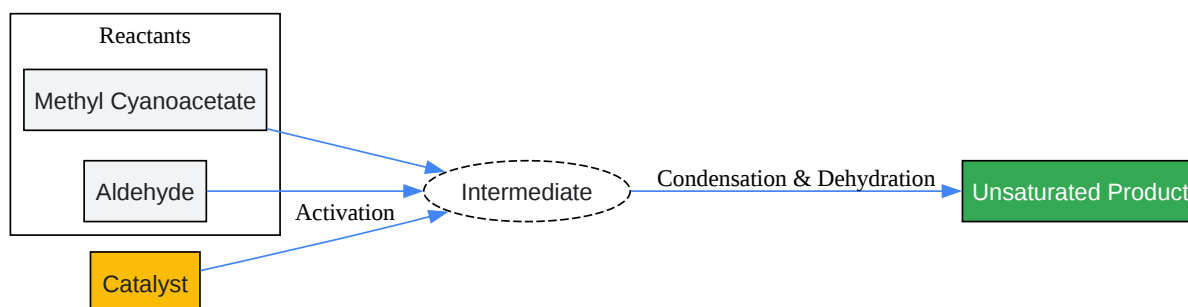 Reactants
Methyl Cyanoacetate
Aldehyde
Activation
Catalyst
Intermediate
Condensation & Dehydration
Unsaturated Product